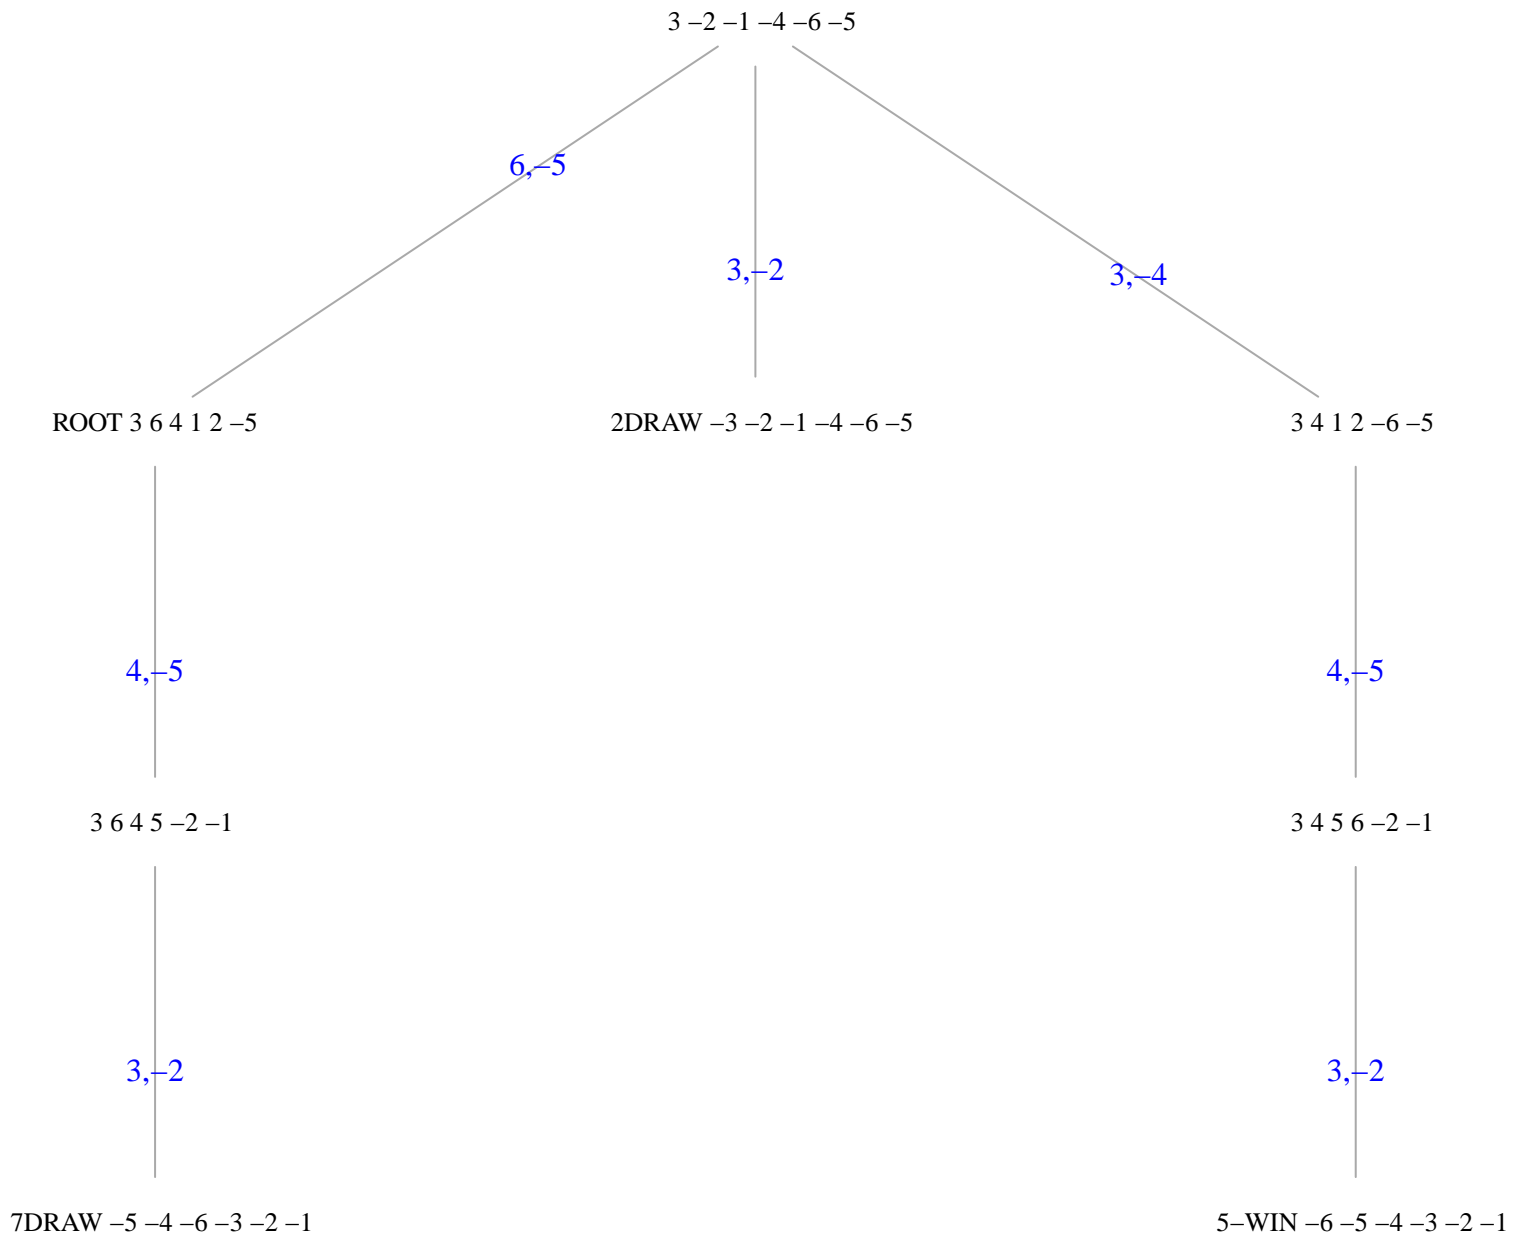 3 –2 –1 –4 –6 –5
6,–5
3,–2
3,–4
ROOT 3 6 4 1 2 –5
2DRAW –3 –2 –1 –4 –6 –5
3 4 1 2 –6 –5
4,–5
4,–5
3 6 4 5 –2 –1
3 4 5 6 –2 –1
3,–2
3,–2
7DRAW –5 –4 –6 –3 –2 –1
5–WIN –6 –5 –4 –3 –2 –1